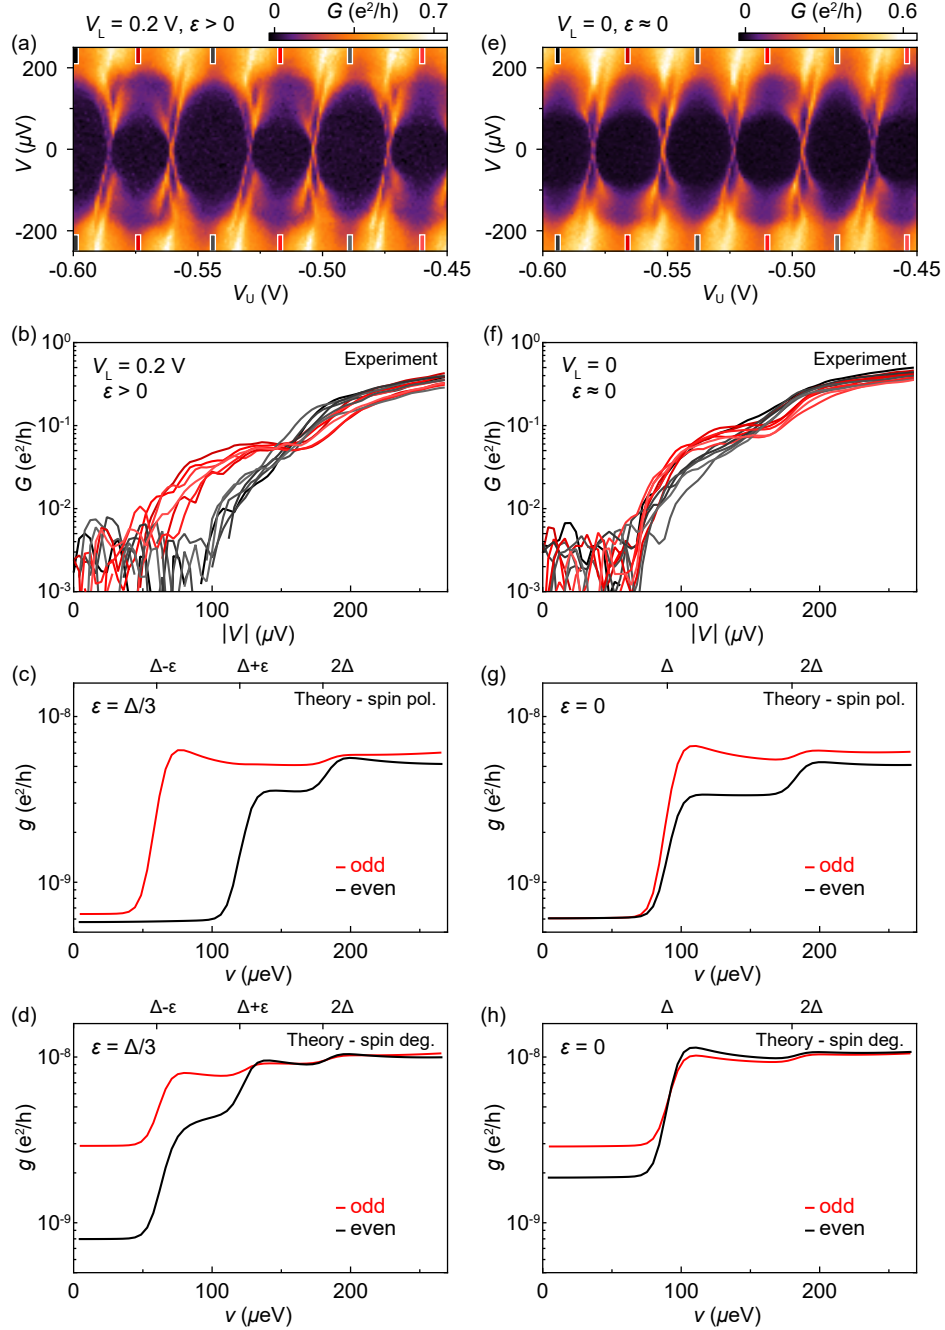 (a) V_L = 0.2 V, ε > 0
0 G (e²/h) 0.7
200
0
-200
V (µV)
-0.60 -0.55 -0.50 -0.45
V_U (V)
(e) V_L = 0, ε ≈ 0
0 G (e²/h) 0.6
200
0
-200
V (µV)
-0.60 -0.55 -0.50 -0.45
V_U (V)
(b)
V_L = 0.2 V
ε > 0
Experiment
10⁰
10⁻¹
10⁻²
10⁻³
G (e²/h)
0 100 200
|V| (µV)
(f)
V_L = 0
ε ≈ 0
Experiment
10⁰
10⁻¹
10⁻²
10⁻³
G (e²/h)
0 100 200
|V| (µV)
(c)
Δ-ε Δ+ε 2Δ
ε = Δ/3
Theory - spin pol.
10⁻⁸
10⁻⁹
g (e²/h)
odd
even
0 100 200
v (µeV)
(g)
Δ 2Δ
ε = 0
Theory - spin pol.
10⁻⁸
10⁻⁹
g (e²/h)
odd
even
0 100 200
v (µeV)
(d)
Δ-ε Δ+ε 2Δ
ε = Δ/3
Theory - spin deg.
10⁻⁸
10⁻⁹
g (e²/h)
odd
even
0 100 200
v (µeV)
(h)
Δ 2Δ
ε = 0
Theory - spin deg.
10⁻⁸
10⁻⁹
g (e²/h)
odd
even
0 100 200
v (µeV)